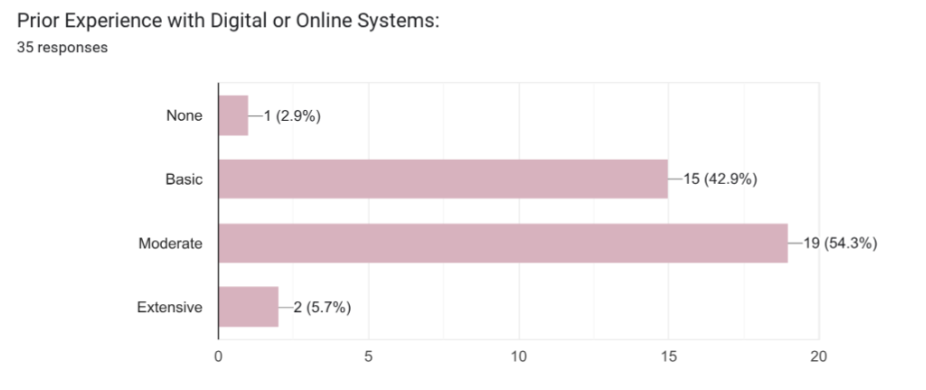 Prior Experience with Digital or Online Systems:
35 responses
None 1 (2.9%)
Basic 15 (42.9%)
Moderate 19 (54.3%)
Extensive 2 (5.7%)
0 5 10 15 20